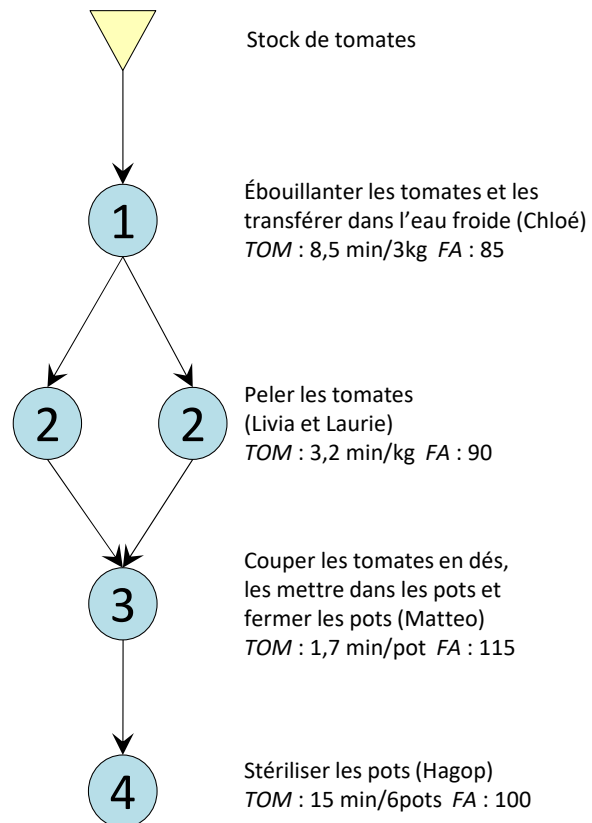 Stock de tomates
1
Ébouillanter les tomates et les
transférer dans l'eau froide (Chloé)
TOM : 8,5 min/3kg FA : 85
2
2
Peler les tomates
(Livia et Laurie)
TOM : 3,2 min/kg FA : 90
3
Couper les tomates en dés,
les mettre dans les pots et
fermer les pots (Matteo)
TOM : 1,7 min/pot FA : 115
4
Stériliser les pots (Hagop)
TOM : 15 min/6pots FA : 100